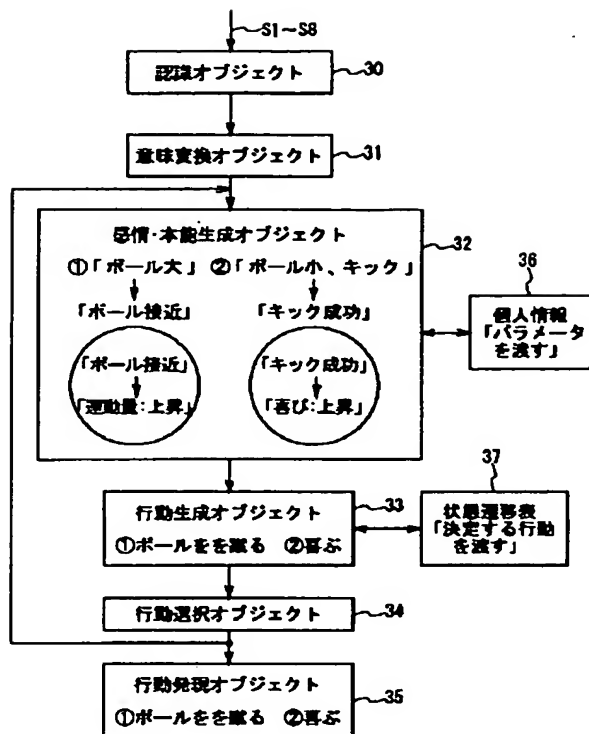 S1~S8
認識オブジェクト
30
意味変換オブジェクト
31
感情・本能生成オブジェクト
32
①「ボール大」 ②「ボール小、キック」
「ボール接近」 「キック成功」
「ボール接近」 「キック成功」
「運動量:上昇」 「喜び:上昇」
36
個人情報
「パラメータ
を渡す」
行動生成オブジェクト
33
①ボールをを蹴る ②喜ぶ
37
状態遷移表
「決定する行動
を渡す」
行動選択オブジェクト
34
行動発現オブジェクト
35
①ボールをを蹴る ②喜ぶ